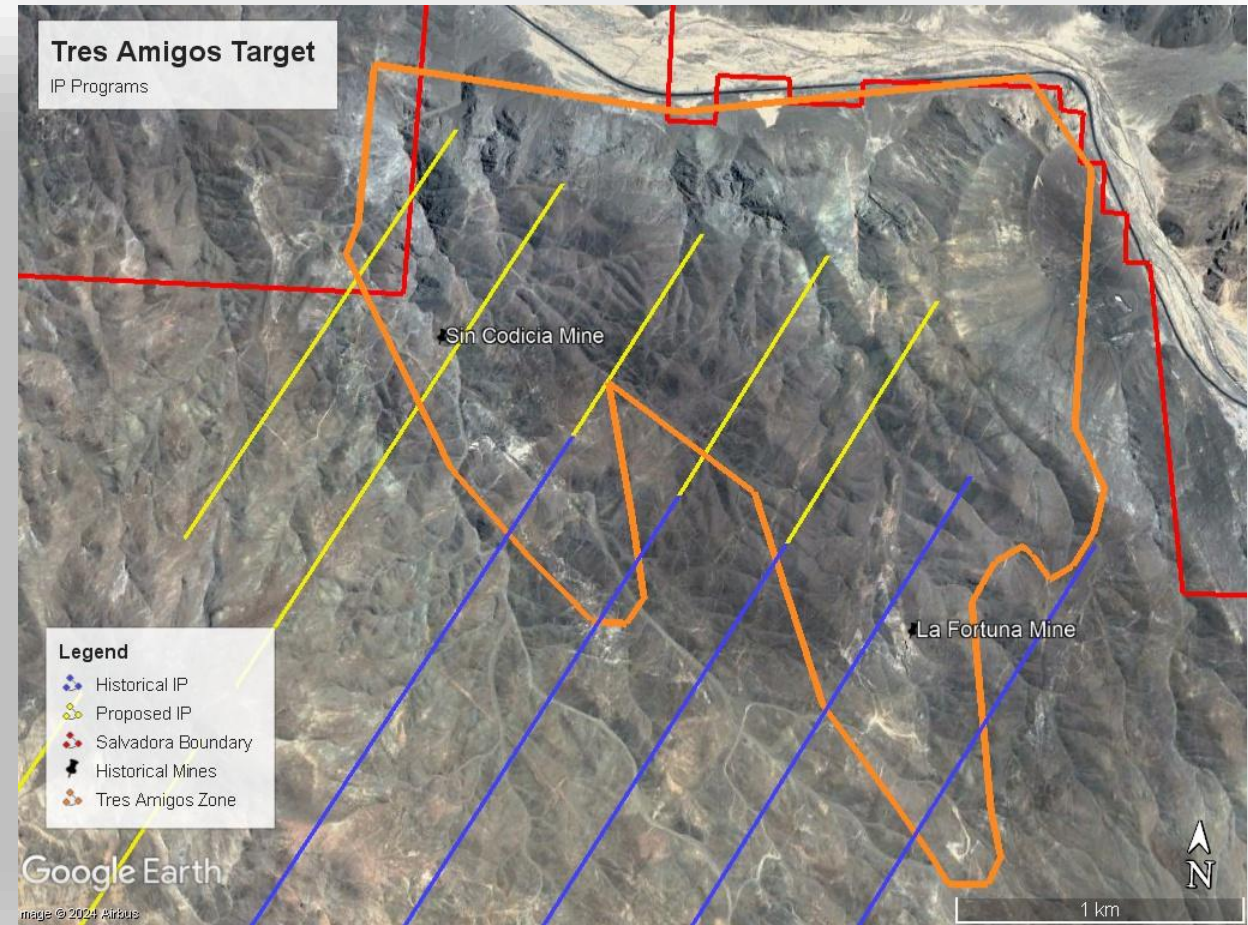 Tres Amigos Target
IP Programs
Sin Codicia Mine
La Fortuna Mine
Legend
Historical IP
Proposed IP
Salvadora Boundary
Historical Mines
Tres Amigos Zone
Google Earth
mage © 2024 Airbus
N
1 km